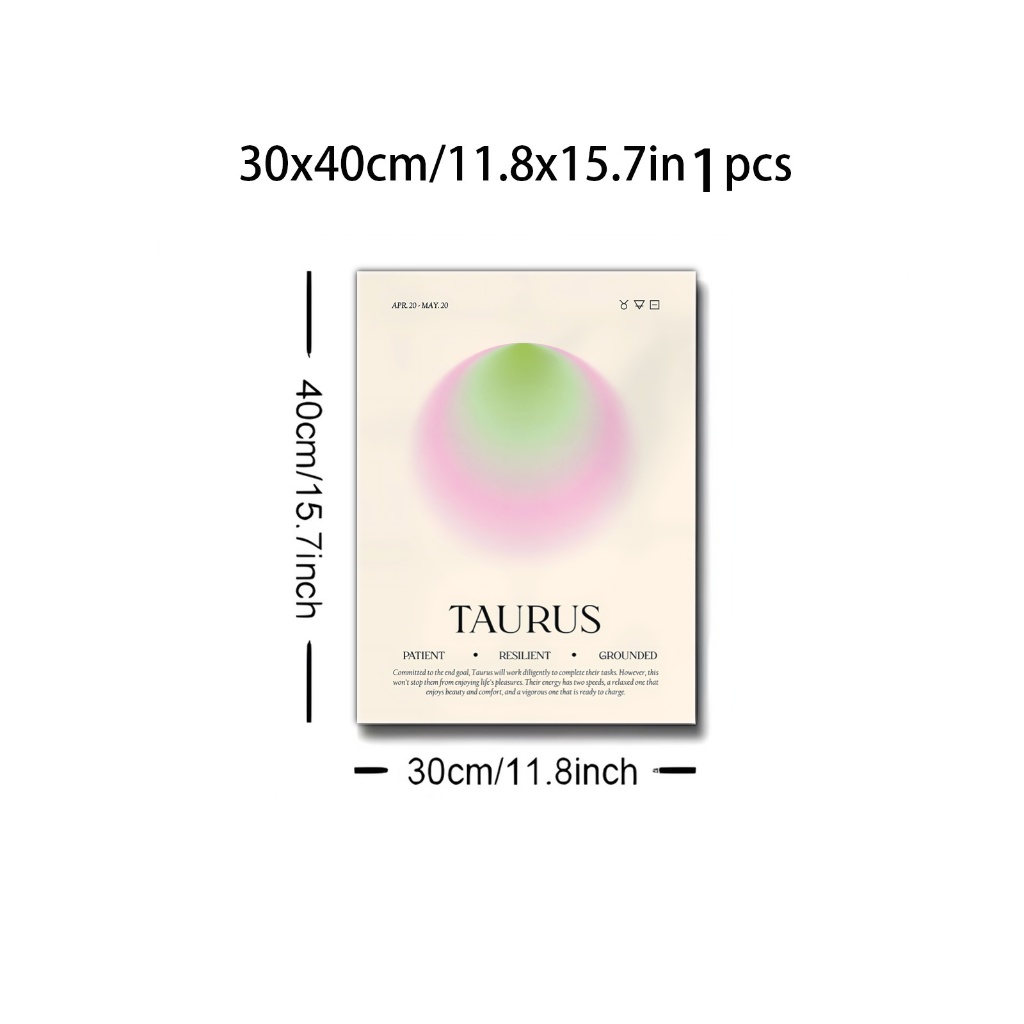 30x40cm/11.8x15.7in 1 pcs
APR. 20 - MAY. 20
40cm/15.7inch
TAURUS
PATIENT • RESILIENT • GROUNDED
Committed to the end goal, Taurus will work diligently to complete their tasks. However, this
won't stop them from enjoying life's pleasures. Their energy has two speeds, a relaxed one that
enjoys beauty and comfort, and a vigorous one that is ready to charge.
30cm/11.8inch